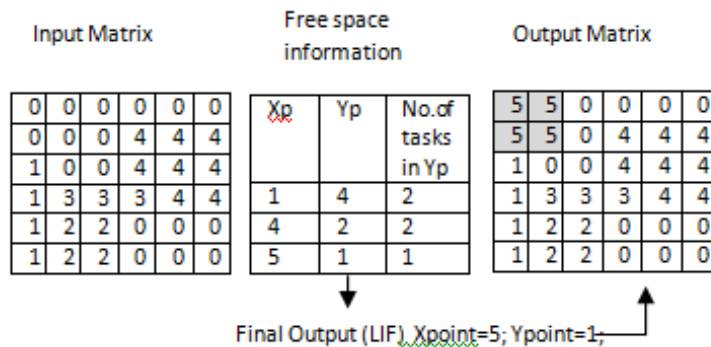 Input Matrix
Free space
information
Output Matrix
0 0 0 0 0 0
0 0 0 4 4 4
1 0 0 4 4 4
1 3 3 3 4 4
1 2 2 0 0 0
1 2 2 0 0 0
Xp Yp No.of
tasks
in Yp
1 4 2
4 2 2
5 1 1
5 5 0 0 0 0
5 5 0 4 4 4
1 0 0 4 4 4
1 3 3 3 4 4
1 2 2 0 0 0
1 2 2 0 0 0
Final Output (LIF) Xpoint=5; Ypoint=1;